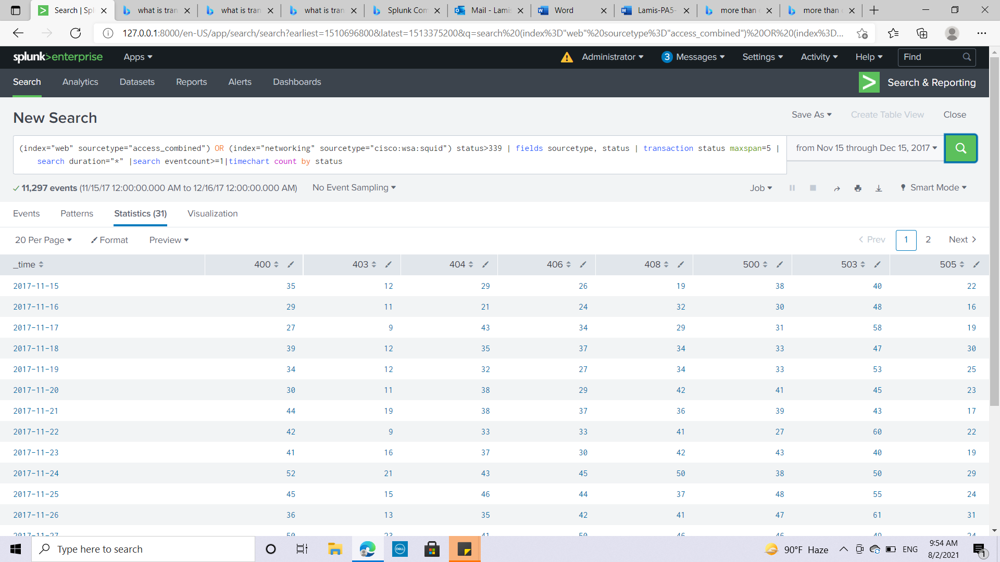 Search | Spl
what is tran
what is tran
what is tran
Splunk Com
Mail - Lamis
Word
Lamis-PA5-
more than
more than
127.0.0.1:8000/en-US/app/search/search?earliest=1510696800&latest=1513375200&q=search%20(index%3D"web"%20sourcetype%3D"access_combined")%20OR%20(index%3D...
splunk>enterprise Apps Administrator 3 Messages Settings Activity Help Find
Search Analytics Datasets Reports Alerts Dashboards Search & Reporting
New Search Save As Create Table View Close
(index="web" sourcetype="access_combined") OR (index="networking" sourcetype="cisco:wsa:squid") status>339 | fields sourcetype, status | transaction status maxspan=5 |
search duration="*" |search eventcount>=1|timechart count by status
from Nov 15 through Dec 15, 2017
11,297 events (11/15/17 12:00:00.000 AM to 12/16/17 12:00:00.000 AM) No Event Sampling Job Smart Mode
Events Patterns Statistics (31) Visualization
20 Per Page Format Preview < Prev 1 2 Next >
_time 400 403 404 406 408 500 503 505
2017-11-15 35 12 29 26 19 38 40 22
2017-11-16 29 11 21 24 32 30 48 16
2017-11-17 27 9 43 34 29 31 58 19
2017-11-18 39 12 35 37 34 33 47 30
2017-11-19 34 12 32 27 34 33 53 25
2017-11-20 30 11 38 29 42 41 45 23
2017-11-21 44 19 38 37 36 39 43 17
2017-11-22 42 9 33 33 41 27 60 22
2017-11-23 41 16 37 30 42 43 40 19
2017-11-24 52 21 43 45 50 38 50 29
2017-11-25 45 15 46 44 37 48 55 24
2017-11-26 36 13 35 42 41 47 61 31
2017-11-27 50 23 41 50 46 46 49 24
Type here to search
DELL
90°F Haze
ENG
9:54 AM
8/2/2021
1